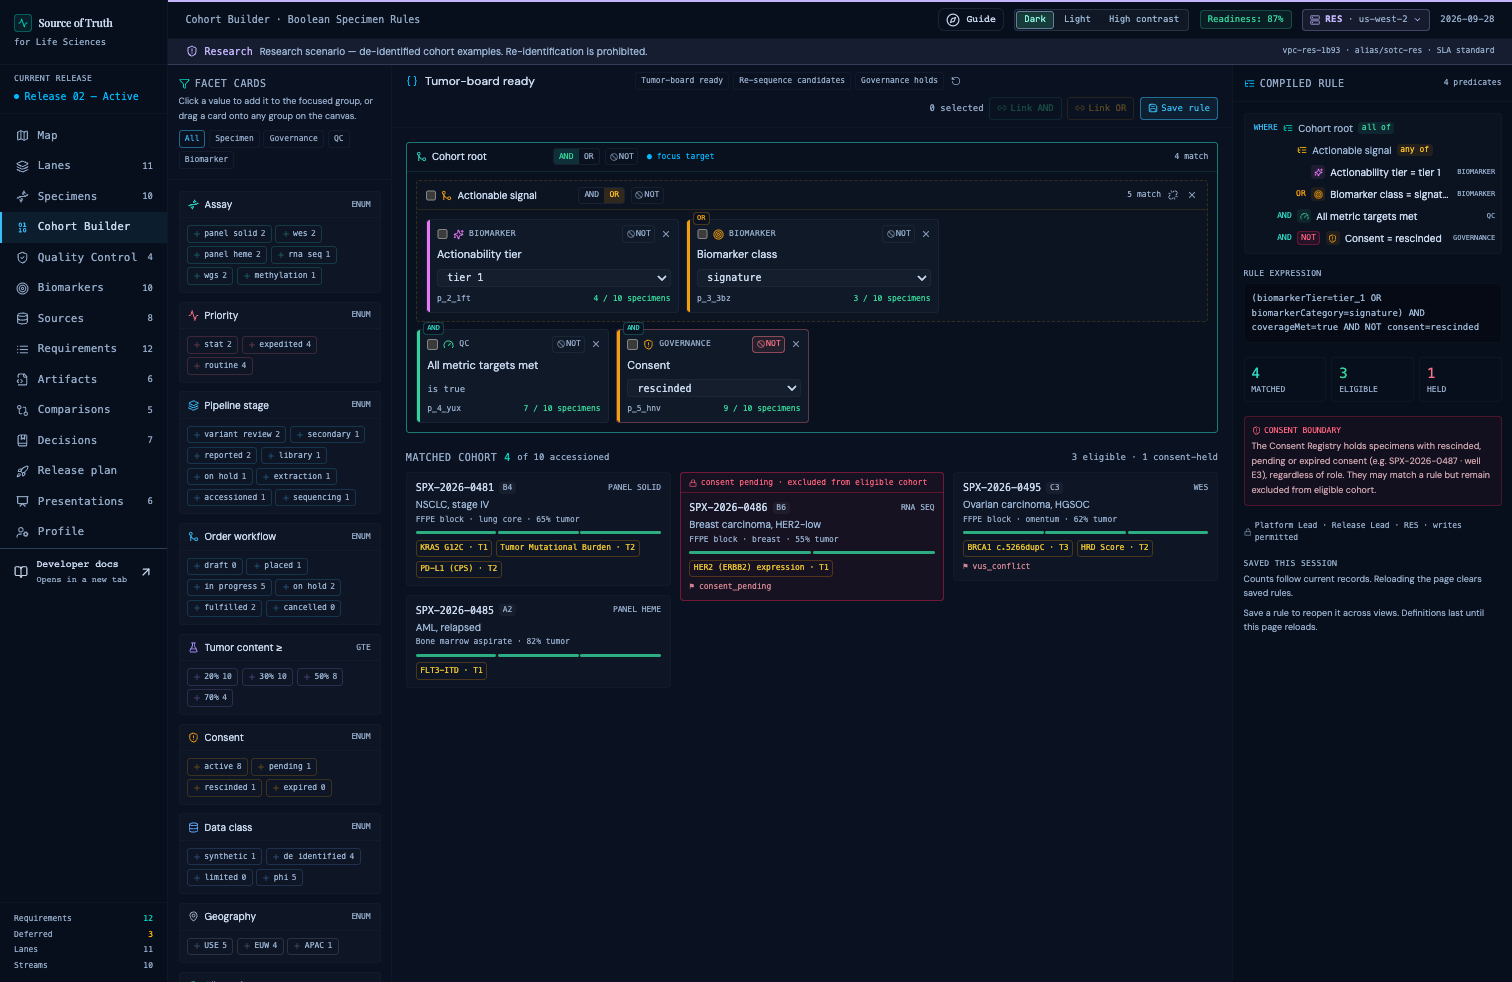 Source of Truth
for Life Sciences
CURRENT RELEASE
Release 02 — Active
Map
Lanes 11
Specimens 10
Cohort Builder
Quality Control 4
Biomarkers 10
Sources 8
Requirements 12
Artifacts 6
Comparisons 5
Decisions 7
Release plan
Presentations 6
Profile
Developer docs
Opens in a new tab
Requirements 12
Deferred 3
Lanes 11
Streams 10
Cohort Builder · Boolean Specimen Rules
Guide
Dark Light High contrast
Readiness: 87%
RES · us-west-2
2026-09-28
Research Research scenario — de-identified cohort examples. Re-identification is prohibited.
vpc-res-1b93 · alias/sotc-res · SLA standard
FACET CARDS
Click a value to add it to the focused group, or
drag a card onto any group on the canvas.
All Specimen Governance QC
Biomarker
Assay ENUM
+ panel solid 2 + wes 2
+ panel heme 2 + rna seq 1
+ wgs 2 + methylation 1
Priority ENUM
+ stat 2 + expedited 4
+ routine 4
Pipeline stage ENUM
+ variant review 2 + secondary 1
+ reported 2 + library 1
+ on hold 1 + extraction 1
+ accessioned 1 + sequencing 1
Order workflow ENUM
+ draft 0 + placed 1
+ in progress 5 + on hold 2
+ fulfilled 2 + cancelled 0
Tumor content ≥ GTE
+ 20% 10 + 30% 10 + 50% 8
+ 70% 4
Consent ENUM
+ active 8 + pending 1
+ rescinded 1 + expired 0
Data class ENUM
+ synthetic 1 + de identified 4
+ limited 0 + phi 5
Geography ENUM
+ USE 5 + EUW 4 + APAC 1
Tumor-board ready
Tumor-board ready Re-sequence candidates Governance holds
0 selected Link AND Link OR Save rule
Cohort root AND OR NOT focus target 4 match
Actionable signal AND OR NOT 5 match
BIOMARKER NOT
Actionability tier
tier 1
p_2_1ft 4 / 10 specimens
OR
BIOMARKER NOT
Biomarker class
signature
p_3_3bz 3 / 10 specimens
AND
QC NOT
All metric targets met
is true
p_4_yux 7 / 10 specimens
AND
GOVERNANCE NOT
Consent
rescinded
p_5_hnv 9 / 10 specimens
MATCHED COHORT 4 of 10 accessioned
3 eligible · 1 consent-held
SPX-2026-0481 B4 PANEL SOLID
NSCLC, stage IV
FFPE block · lung core · 65% tumor
KRAS G12C · T1 Tumor Mutational Burden · T2
PD-L1 (CPS) · T2
consent pending · excluded from eligible cohort
SPX-2026-0486 B6 RNA SEQ
Breast carcinoma, HER2-low
FFPE block · breast · 55% tumor
HER2 (ERBB2) expression · T1
consent_pending
SPX-2026-0495 C3 WES
Ovarian carcinoma, HGSOC
FFPE block · omentum · 62% tumor
BRCA1 c.5266dupC · T3 HRD Score · T2
vus_conflict
SPX-2026-0485 A2 PANEL HEME
AML, relapsed
Bone marrow aspirate · 82% tumor
FLT3-ITD · T1
COMPILED RULE 4 predicates
WHERE Cohort root all of
Actionable signal any of
Actionability tier = tier 1 BIOMARKER
OR Biomarker class = signat… BIOMARKER
AND All metric targets met QC
AND NOT Consent = rescinded GOVERNANCE
RULE EXPRESSION
(biomarkerTier=tier_1 OR
biomarkerCategory=signature) AND
coverageMet=true AND NOT consent=rescinded
4 MATCHED
3 ELIGIBLE
1 HELD
CONSENT BOUNDARY
The Consent Registry holds specimens with rescinded,
pending or expired consent (e.g. SPX-2026-0487 · well
E3), regardless of role. They may match a rule but remain
excluded from eligible cohort.
Platform Lead · Release Lead · RES · writes
permitted
SAVED THIS SESSION
Counts follow current records. Reloading the page clears
saved rules.
Save a rule to reopen it across views. Definitions last until
this page reloads.